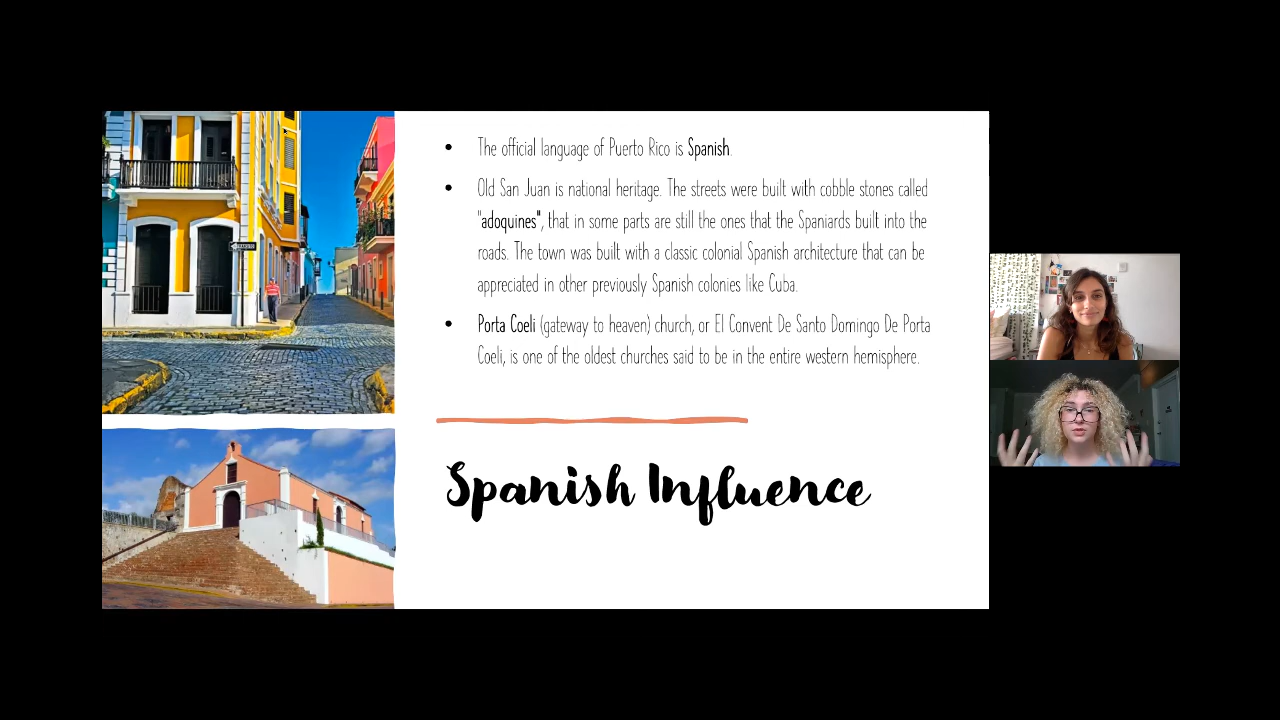 The official language of Puerto Rico is Spanish.
Old San Juan is national heritage. The streets were built with cobble stones called
"adoquines", that in some parts are still the ones that the Spaniards built into the
roads. The town was built with a classic colonial Spanish architecture that can be
appreciated in other previously Spanish colonies like Cuba.
Porta Coeli (gateway to heaven) church, or El Convent De Santo Domingo De Porta
Coeli, is one of the oldest churches said to be in the entire western hemisphere.
Spanish Influence